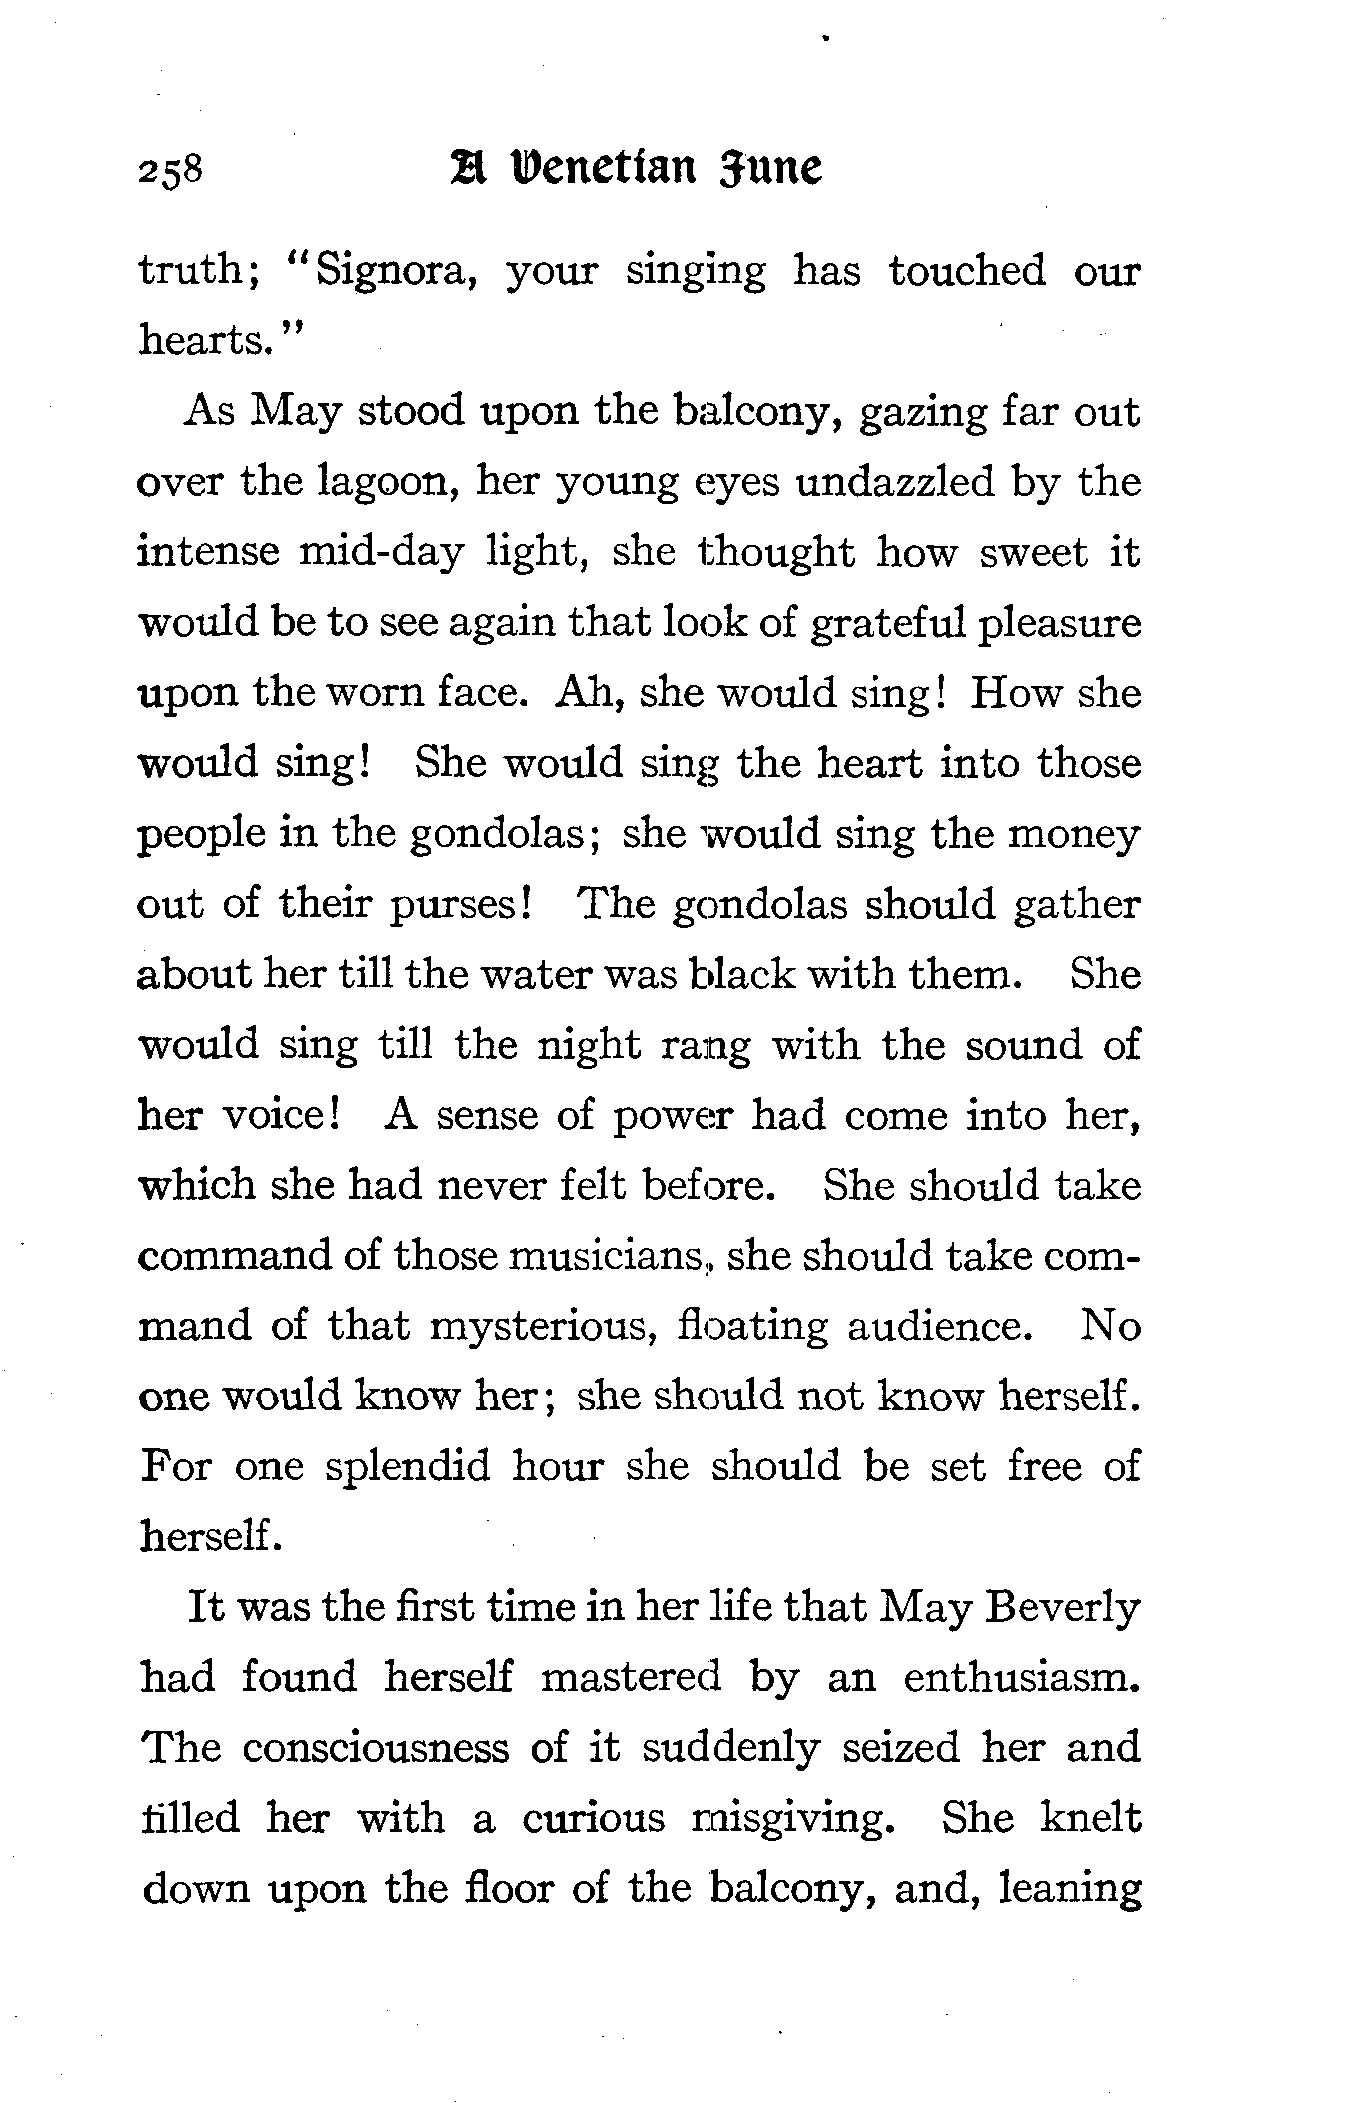 258 A Venetian June
truth; "Signora, your singing has touched our
hearts."
As May stood upon the balcony, gazing far out
over the lagoon, her young eyes undazzled by the
intense mid-day light, she thought how sweet it
would be to see again that look of grateful pleasure
upon the worn face. Ah, she would sing! How she
would sing! She would sing the heart into those
people in the gondolas; she would sing the money
out of their purses! The gondolas should gather
about her till the water was black with them. She
would sing till the night rang with the sound of
her voice! A sense of power had come into her,
which she had never felt before. She should take
command of those musicians, she should take com-
mand of that mysterious, floating audience. No
one would know her; she should not know herself.
For one splendid hour she should be set free of
herself.
It was the first time in her life that May Beverly
had found herself mastered by an enthusiasm.
The consciousness of it suddenly seized her and
filled her with a curious misgiving. She knelt
down upon the floor of the balcony, and, leaning